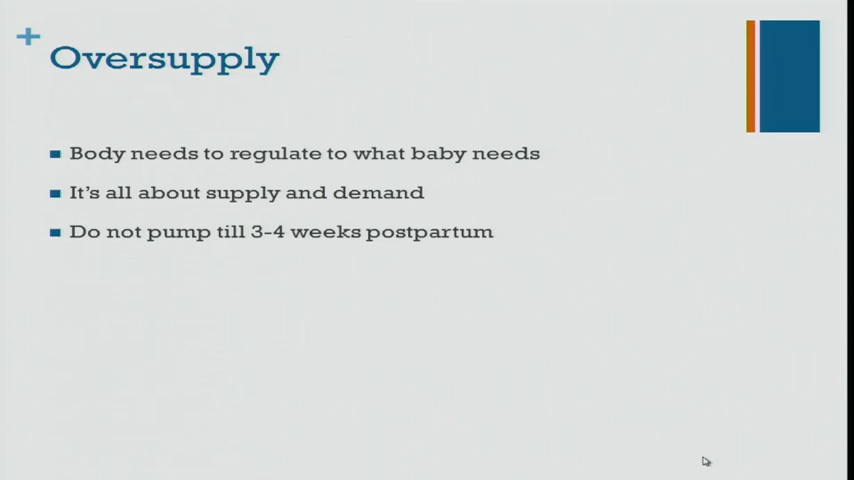 +
Oversupply
Body needs to regulate to what baby needs
It's all about supply and demand
Do not pump till 3-4 weeks postpartum